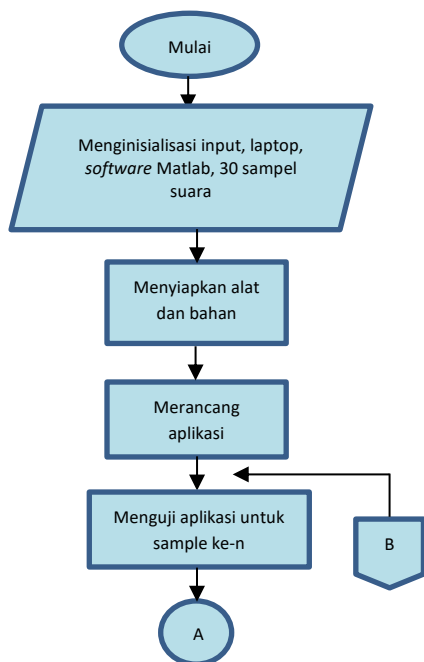 Mulai
Menginisialisasi input, laptop,
software Matlab, 30 sampel
suara
Menyiapkan alat
dan bahan
Merancang
aplikasi
Menguji aplikasi untuk
sample ke-n
B
A